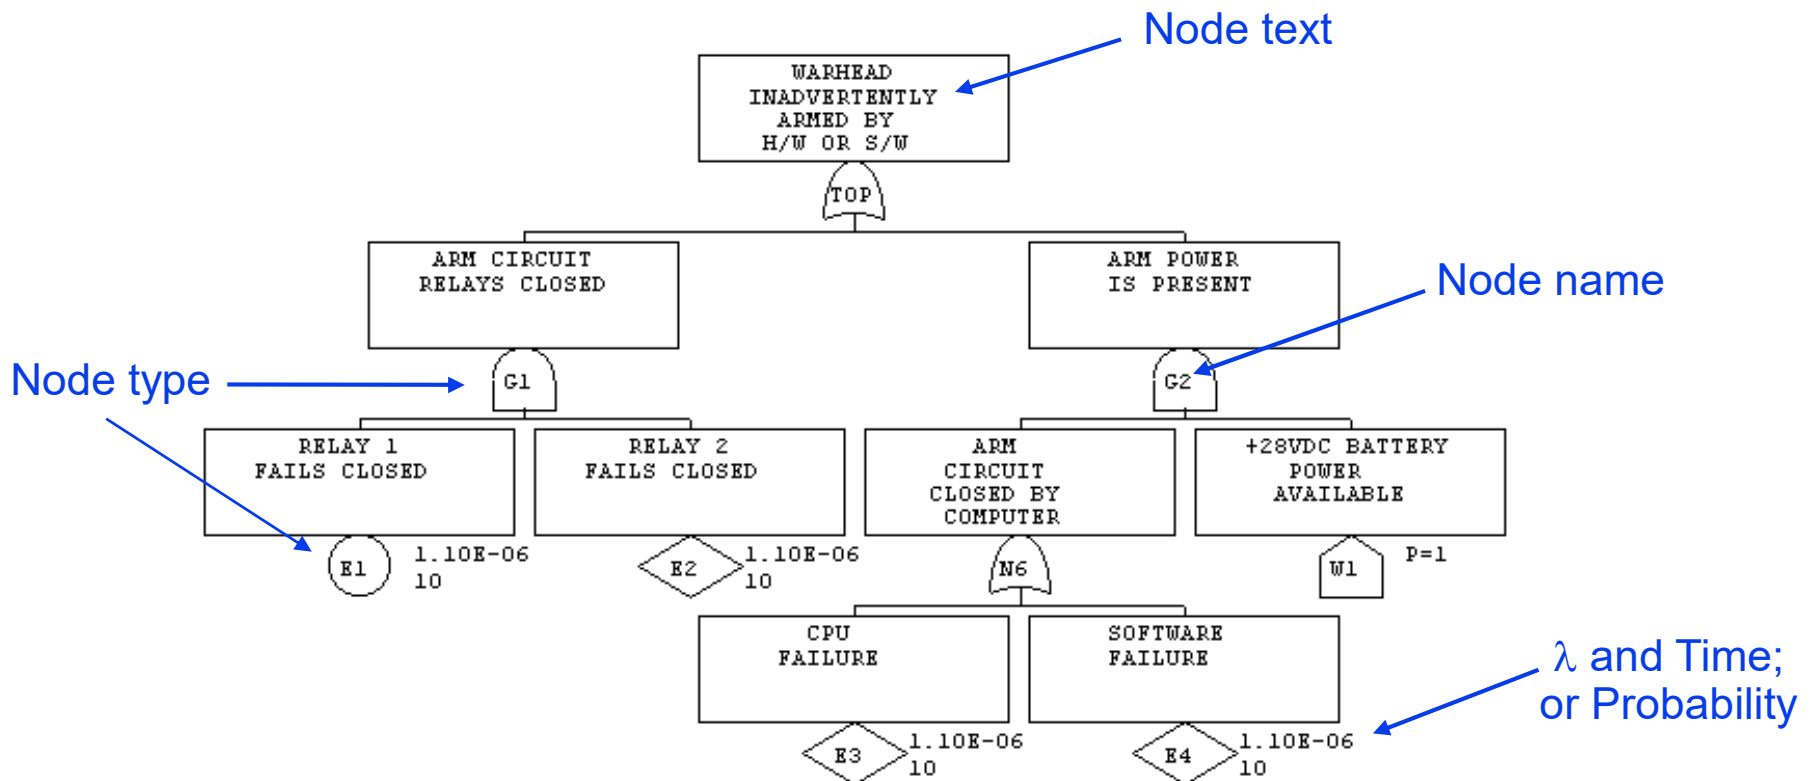 Node text
WARHEAD
INADVERTENTLY
ARMED BY
H/W OR S/W
TOP
ARM CIRCUIT
RELAYS CLOSED
ARM POWER
IS PRESENT
Node name
Node type
G1
G2
RELAY 1
FAILS CLOSED
RELAY 2
FAILS CLOSED
ARM
CIRCUIT
CLOSED BY
COMPUTER
+28VDC BATTERY
POWER
AVAILABLE
E1
1.10E-06
10
E2
1.10E-06
10
N6
W1
P=1
CPU
FAILURE
SOFTWARE
FAILURE
λ and Time;
or Probability
E3
1.10E-06
10
E4
1.10E-06
10